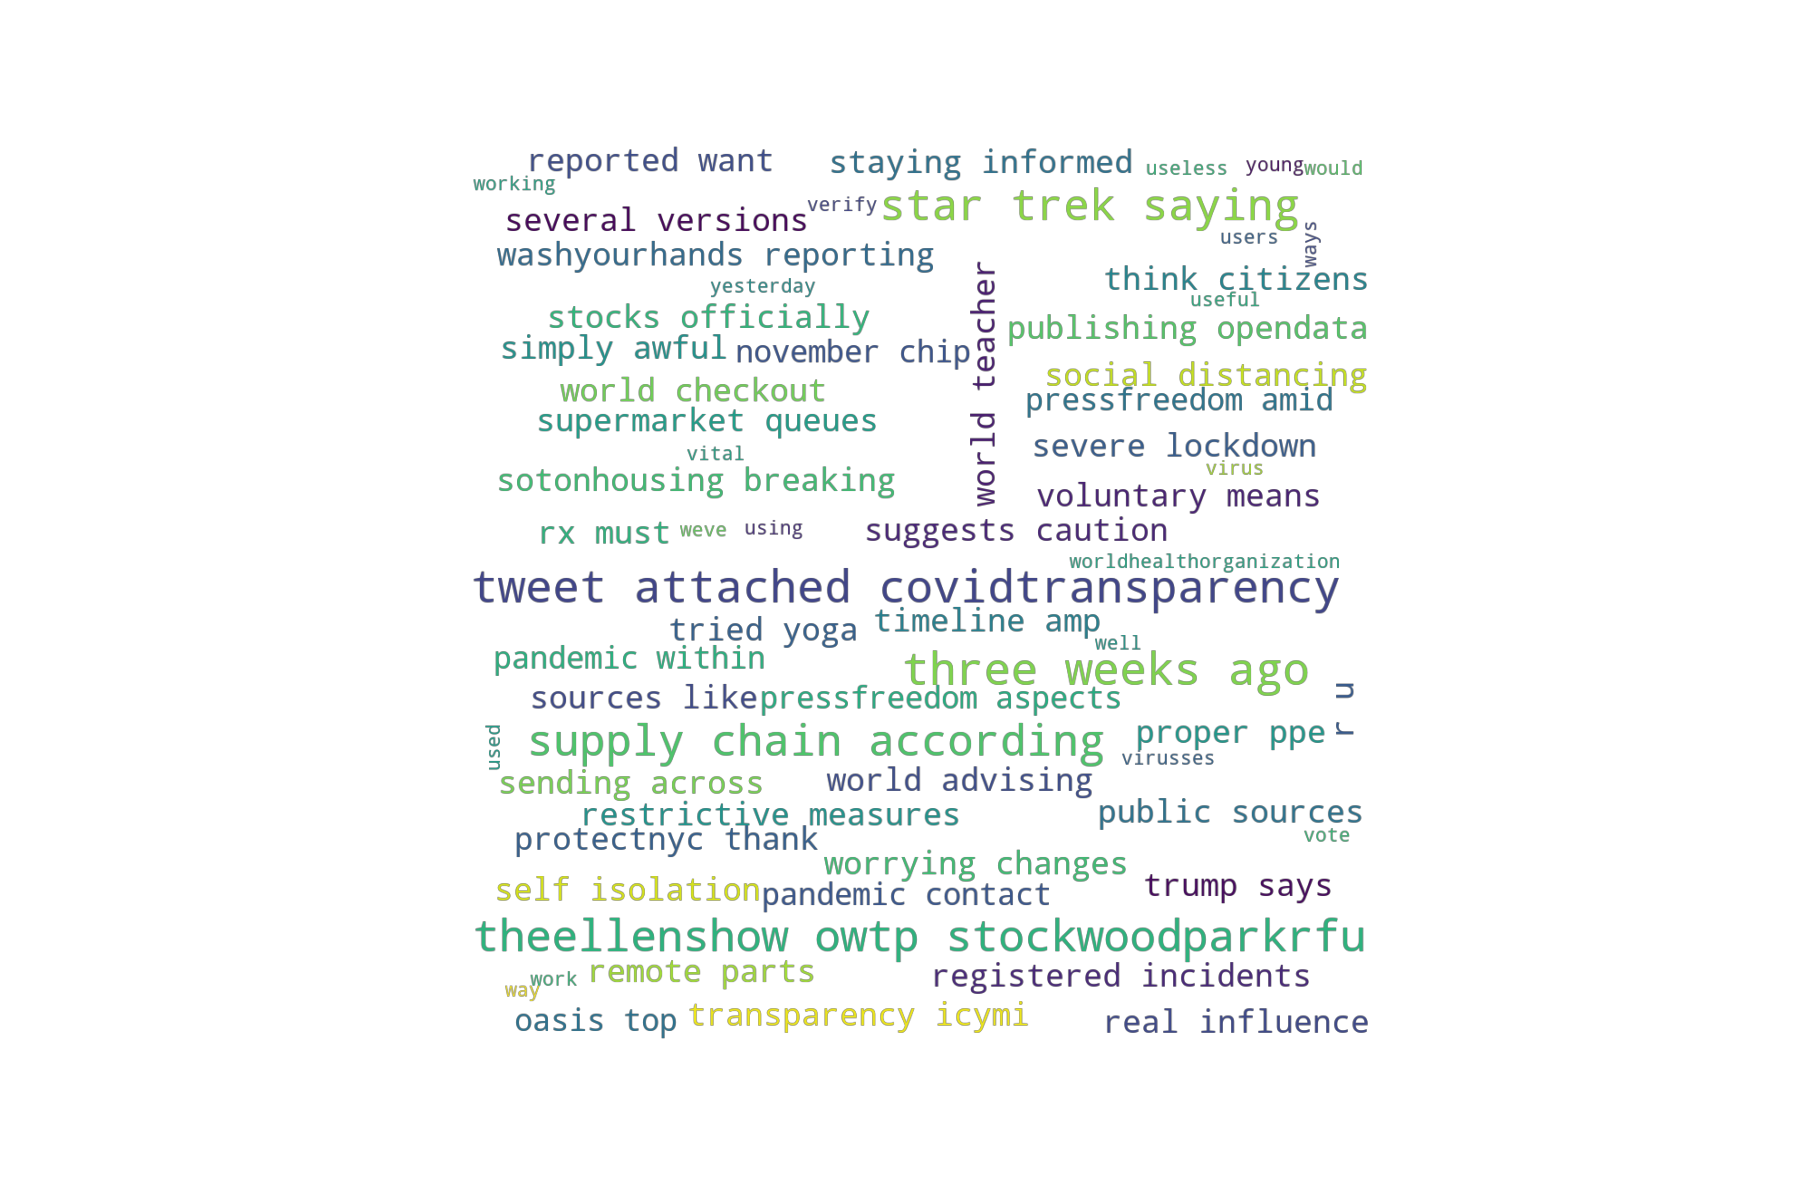 reported want
staying informed
useless
young
would
working
several versions
verify
star trek saying
washyourhands reporting
users
ways
yesterday
world teacher
think citizens
useful
stocks officially
publishing opendata
simply awful
november chip
world checkout
social distancing
pressfreedom amid
supermarket queues
severe lockdown
vital
virus
sotonhousing breaking
voluntary means
rx must
weve
using
suggests caution
worldhealthorganization
tweet attached covidtransparency
tried yoga
timeline amp
well
pandemic within
three weeks ago
sources like
pressfreedom aspects
r u
used
supply chain according
proper ppe
virusses
sending across
world advising
restrictive measures
public sources
protectnyc thank
vote
worrying changes
self isolation
pandemic contact
trump says
theellenshow owtp stockwoodparkrfu
way
work
remote parts
registered incidents
oasis top
transparency icymi
real influence